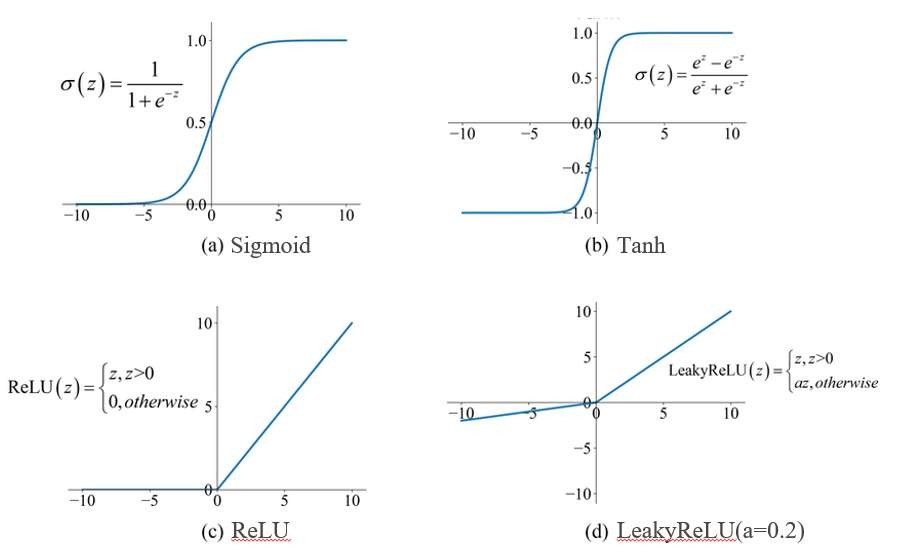 1.0
σ(z)=1/(1+e^{-z})
0.5
0.0
−10 −5 0 5 10
(a) Sigmoid
1.0
0.5
σ(z)=(e^z−e^{-z})/(e^z+e^{-z})
0.0
−10 −5 0 5 10
−0.5
−1.0
(b) Tanh
10
ReLU(z)={z,z>0
0,otherwise
5
0
−10 −5 0 5 10
(c) ReLU
10
5
LeakyReLU(z)={z,z>0
az,otherwise
0
−10 −5 0 5 10
−5
−10
(d) LeakyReLU(a=0.2)